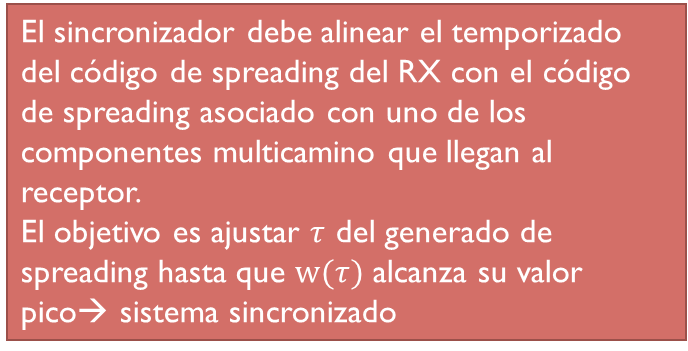 El sincronizador debe alinear el temporizado
del código de spreading del RX con el código
de spreading asociado con uno de los
componentes multicamino que llegan al
receptor.
El objetivo es ajustar τ del generado de
spreading hasta que w(τ) alcanza su valor
pico→ sistema sincronizado